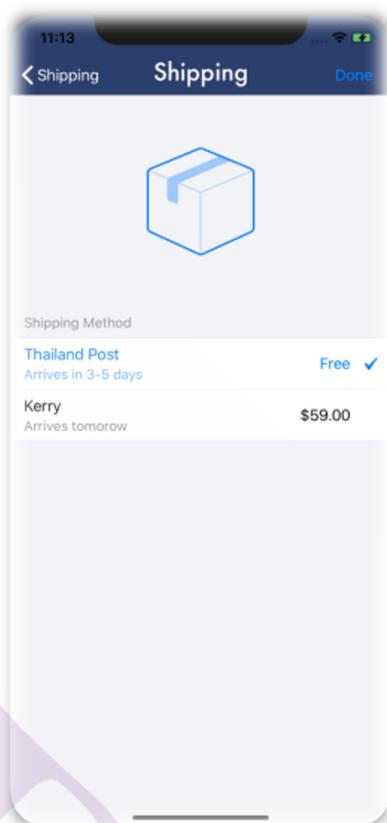 11:13
Shipping
Shipping
Done
Shipping Method
Thailand Post
Free
Arrives in 3-5 days
Kerry
$59.00
Arrives tomorow